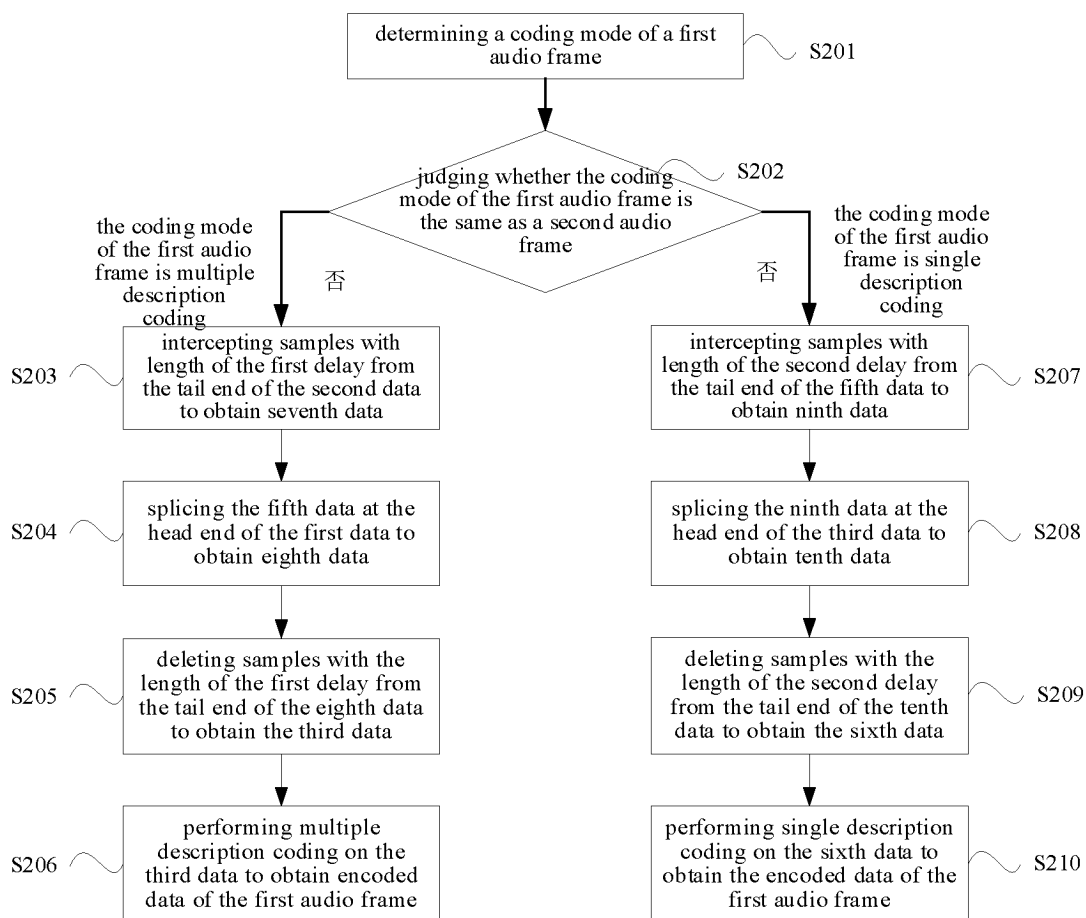 determining a coding mode of a first
audio frame
S201
judging whether the coding
mode of the first audio frame is
the same as a second audio
frame
S202
the coding mode
of the first audio
frame is multiple
description
coding
否
否
the coding mode
of the first audio
frame is single
description
coding
intercepting samples with
length of the first delay from
the tail end of the second data
to obtain seventh data
S203
splicing the fifth data at the
head end of the first data to
obtain eighth data
S204
deleting samples with the
length of the first delay from
the tail end of the eighth data
to obtain the third data
S205
performing multiple
description coding on the
third data to obtain encoded
data of the first audio frame
S206
intercepting samples with
length of the second delay from
the tail end of the fifth data to
obtain ninth data
S207
splicing the ninth data at the
head end of the third data to
obtain tenth data
S208
deleting samples with the
length of the second delay
from the tail end of the tenth
data to obtain the sixth data
S209
performing single description
coding on the sixth data to
obtain the encoded data of the
first audio frame
S210